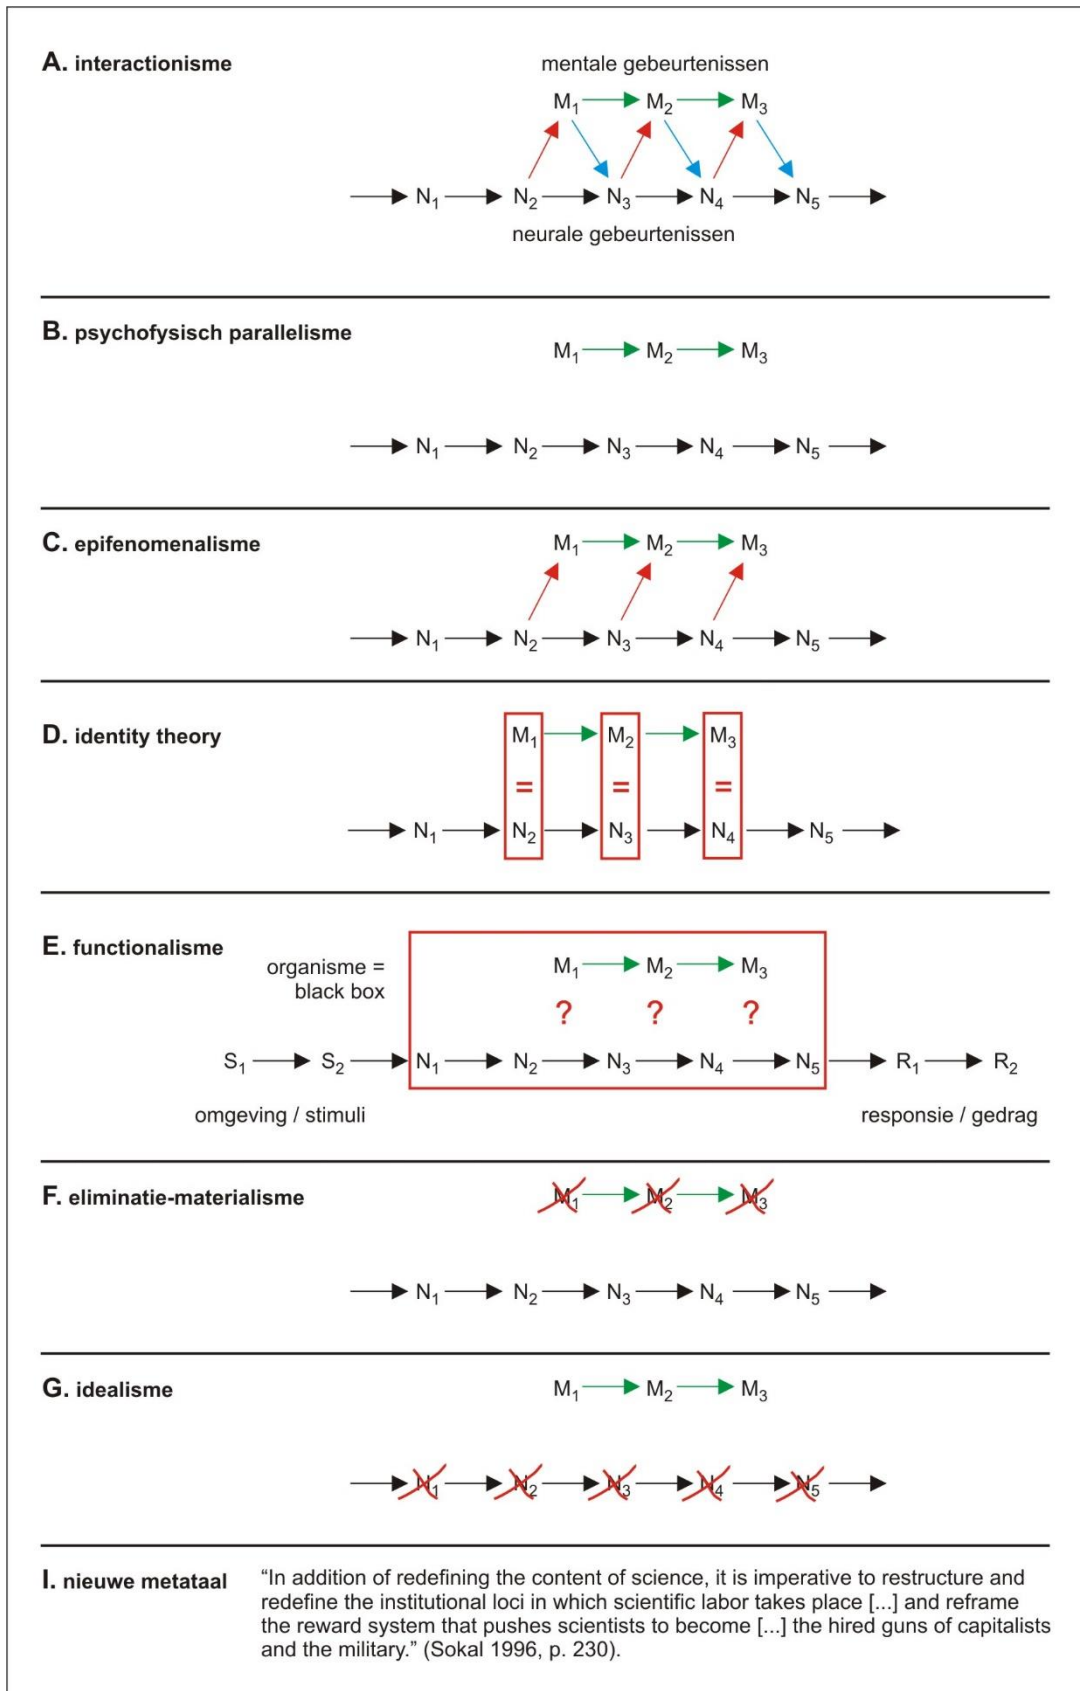 A. interactionisme
mentale gebeurtenissen
M1 M2 M3
N1 N2 N3 N4 N5
neurale gebeurtenissen
B. psychofysisch parallelisme
M1 M2 M3
N1 N2 N3 N4 N5
C. epifenomenalisme
M1 M2 M3
N1 N2 N3 N4 N5
D. identity theory
M1 M2 M3
= = =
N1 N2 N3 N4 N5
E. functionalisme
organisme =
black box
M1 M2 M3
? ? ?
S1 S2 N1 N2 N3 N4 N5 R1 R2
omgeving / stimuli
responsie / gedrag
F. eliminatie-materialisme
M1 M2 M3
N1 N2 N3 N4 N5
G. idealisme
M1 M2 M3
N1 N2 N3 N4 N5
I. nieuwe metataal
“In addition of redefining the content of science, it is imperative to restructure and
redefine the institutional loci in which scientific labor takes place [...] and reframe
the reward system that pushes scientists to become [...] the hired guns of capitalists
and the military.” (Sokal 1996, p. 230).